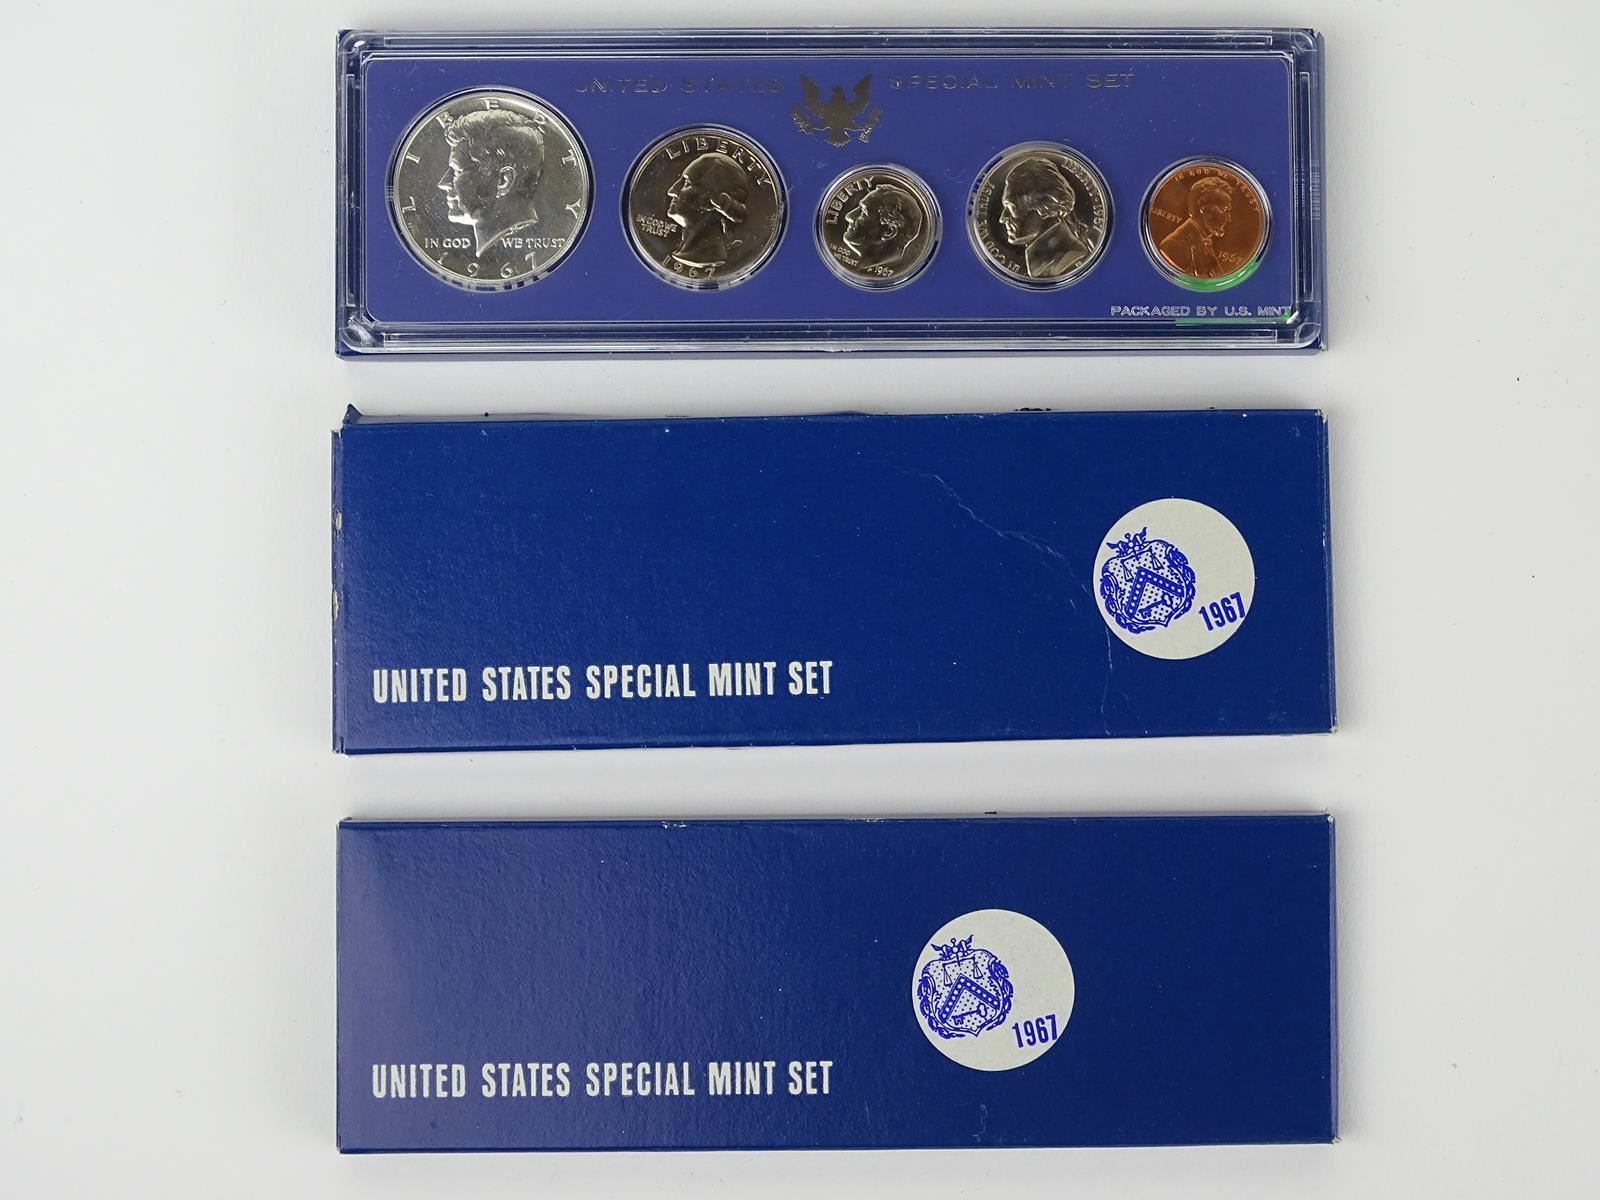 UNITED STATES SPECIAL MINT SET
LIBERTY
IN GOD WE TRUST
1967
LIBERTY
IN GOD WE
TRUST
1967
LIBERTY
IN GOD
WE TRUST
1967
IN GOD WE TRUST
LIBERTY 1967
IN GOD WE TRUST
LIBERTY
1967
PACKAGED BY U.S. MINT
1967
UNITED STATES SPECIAL MINT SET
1967
UNITED STATES SPECIAL MINT SET